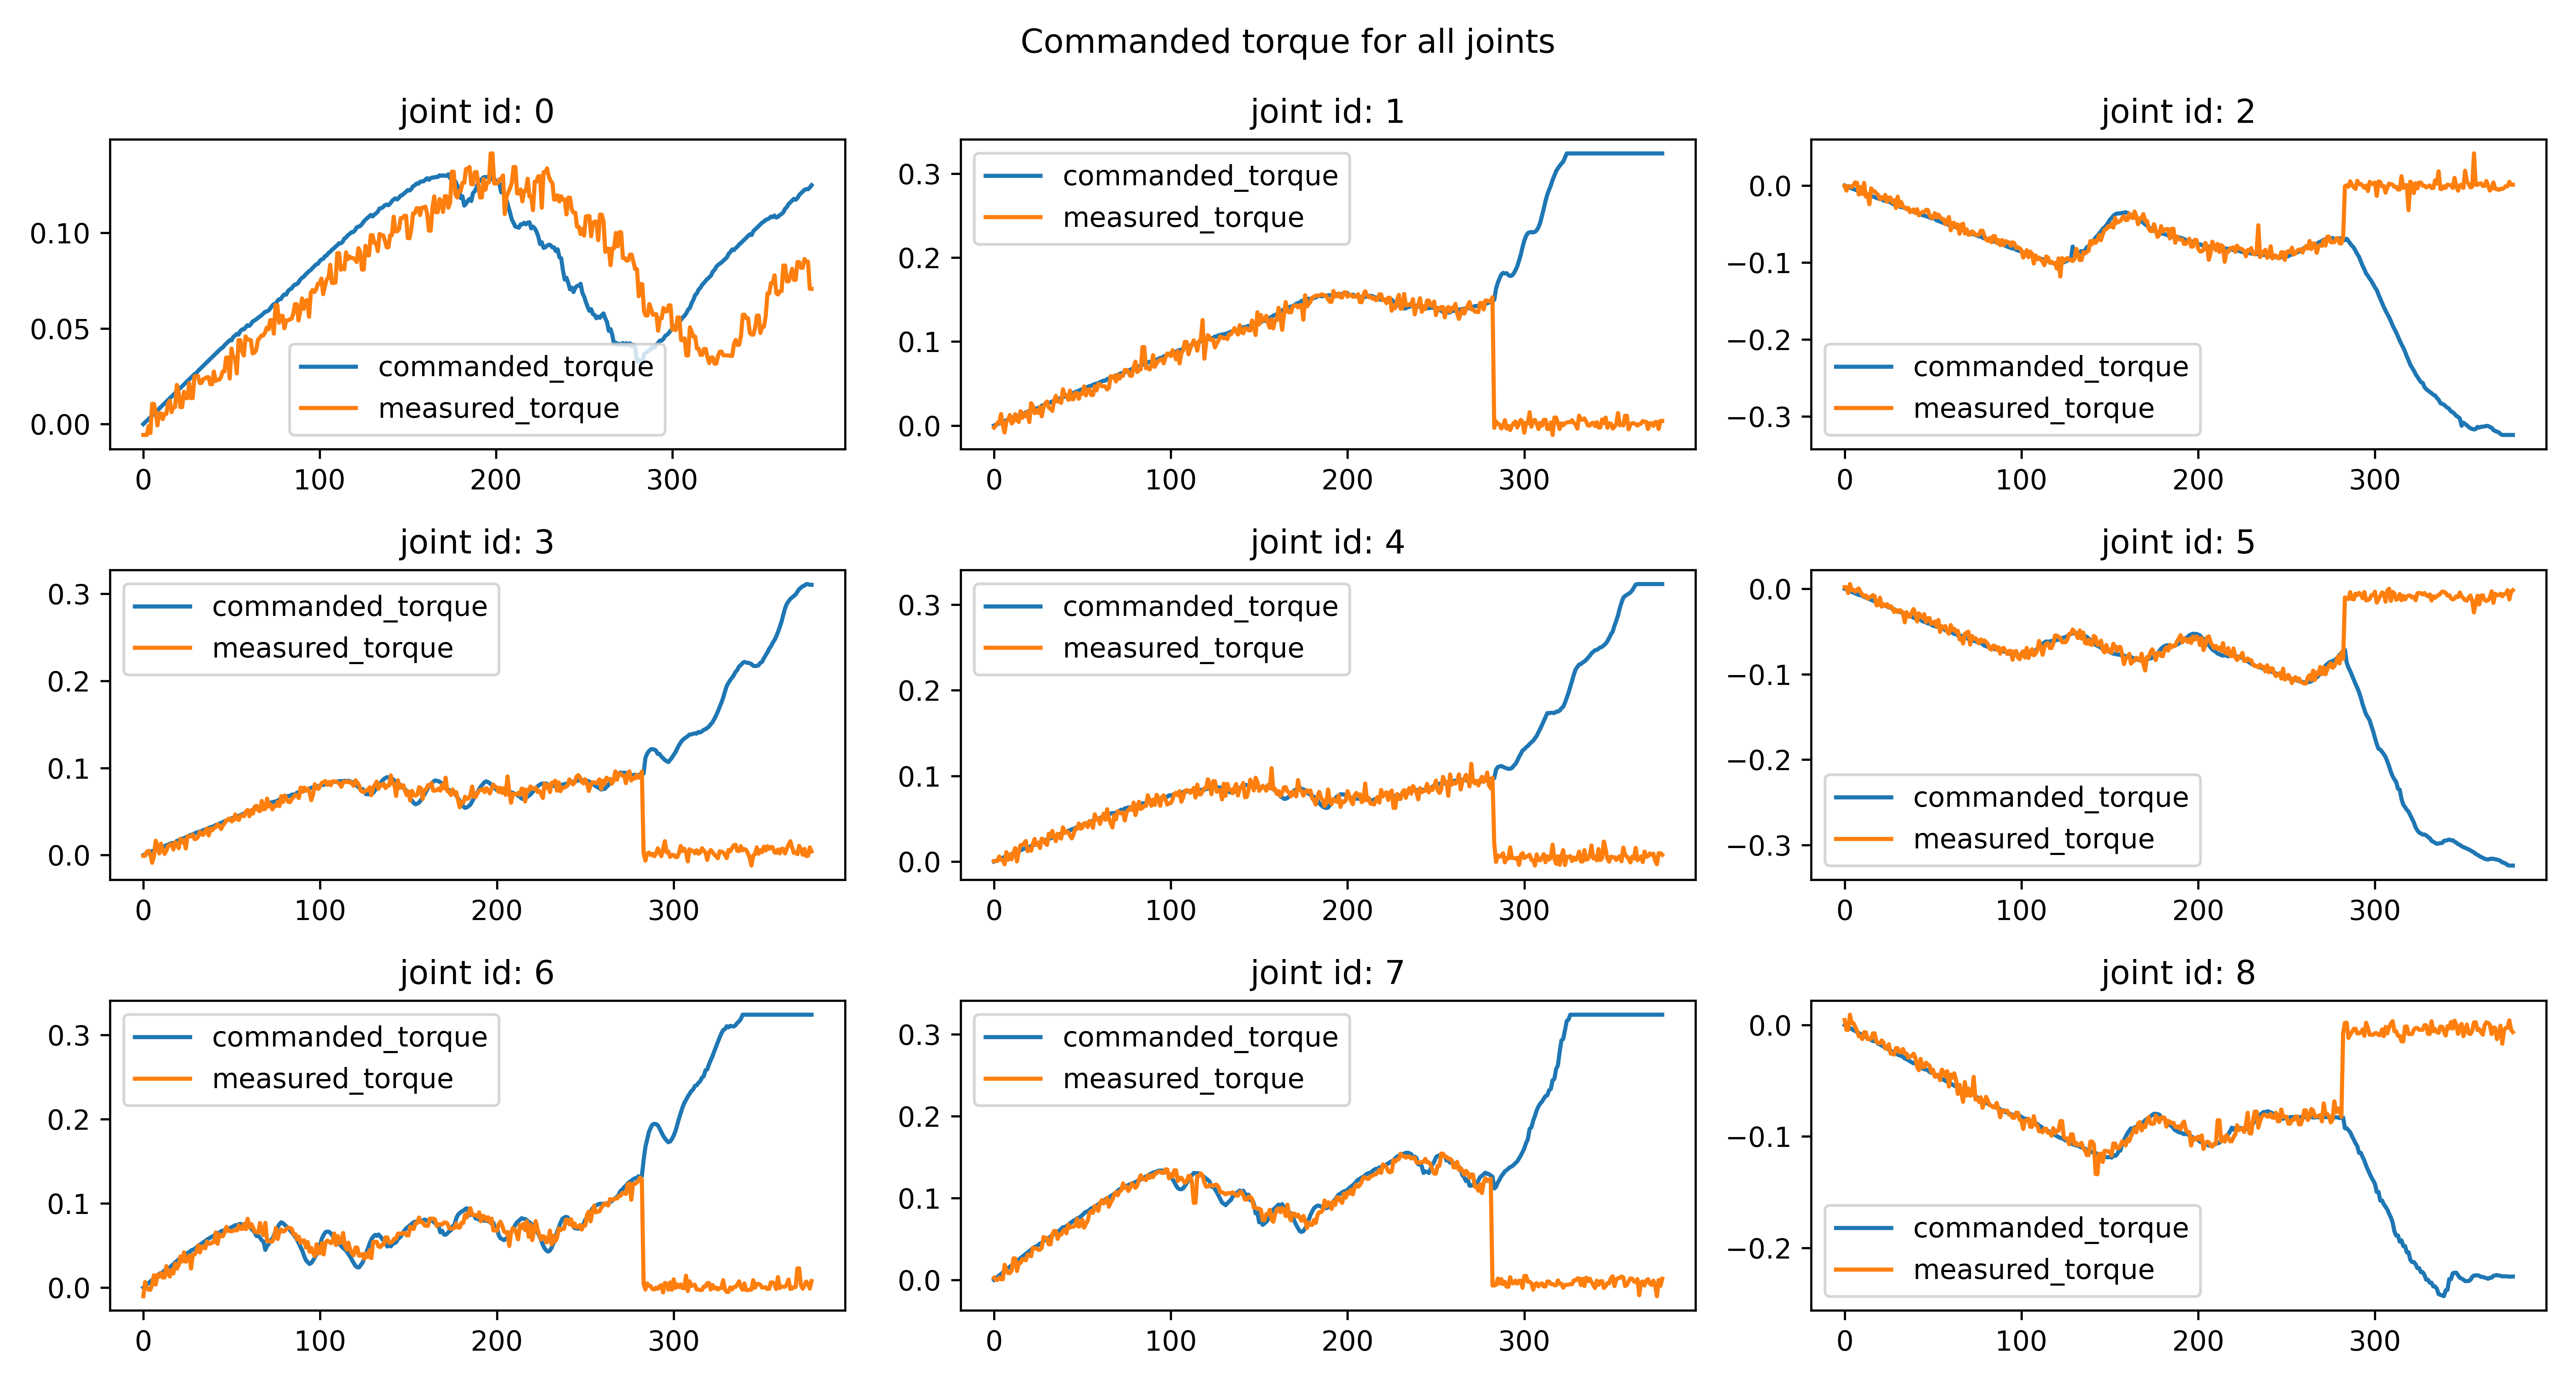 Commanded torque for all joints
joint id: 0
joint id: 1
joint id: 2
0.10
0.05
0.00
commanded_torque
measured_torque
0 100 200 300
0.3
0.2
0.1
0.0
commanded_torque
measured_torque
0 100 200 300
0.0
−0.1
−0.2
−0.3
commanded_torque
measured_torque
0 100 200 300
joint id: 3
joint id: 4
joint id: 5
0.3
0.2
0.1
0.0
commanded_torque
measured_torque
0 100 200 300
0.3
0.2
0.1
0.0
commanded_torque
measured_torque
0 100 200 300
0.0
−0.1
−0.2
−0.3
commanded_torque
measured_torque
0 100 200 300
joint id: 6
joint id: 7
joint id: 8
0.3
0.2
0.1
0.0
commanded_torque
measured_torque
0 100 200 300
0.3
0.2
0.1
0.0
commanded_torque
measured_torque
0 100 200 300
0.0
−0.1
−0.2
commanded_torque
measured_torque
0 100 200 300